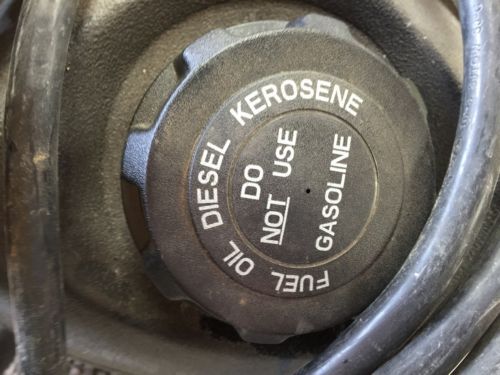 FUEL OIL DIESEL KEROSENE
DO
NOT USE
GASOLINE